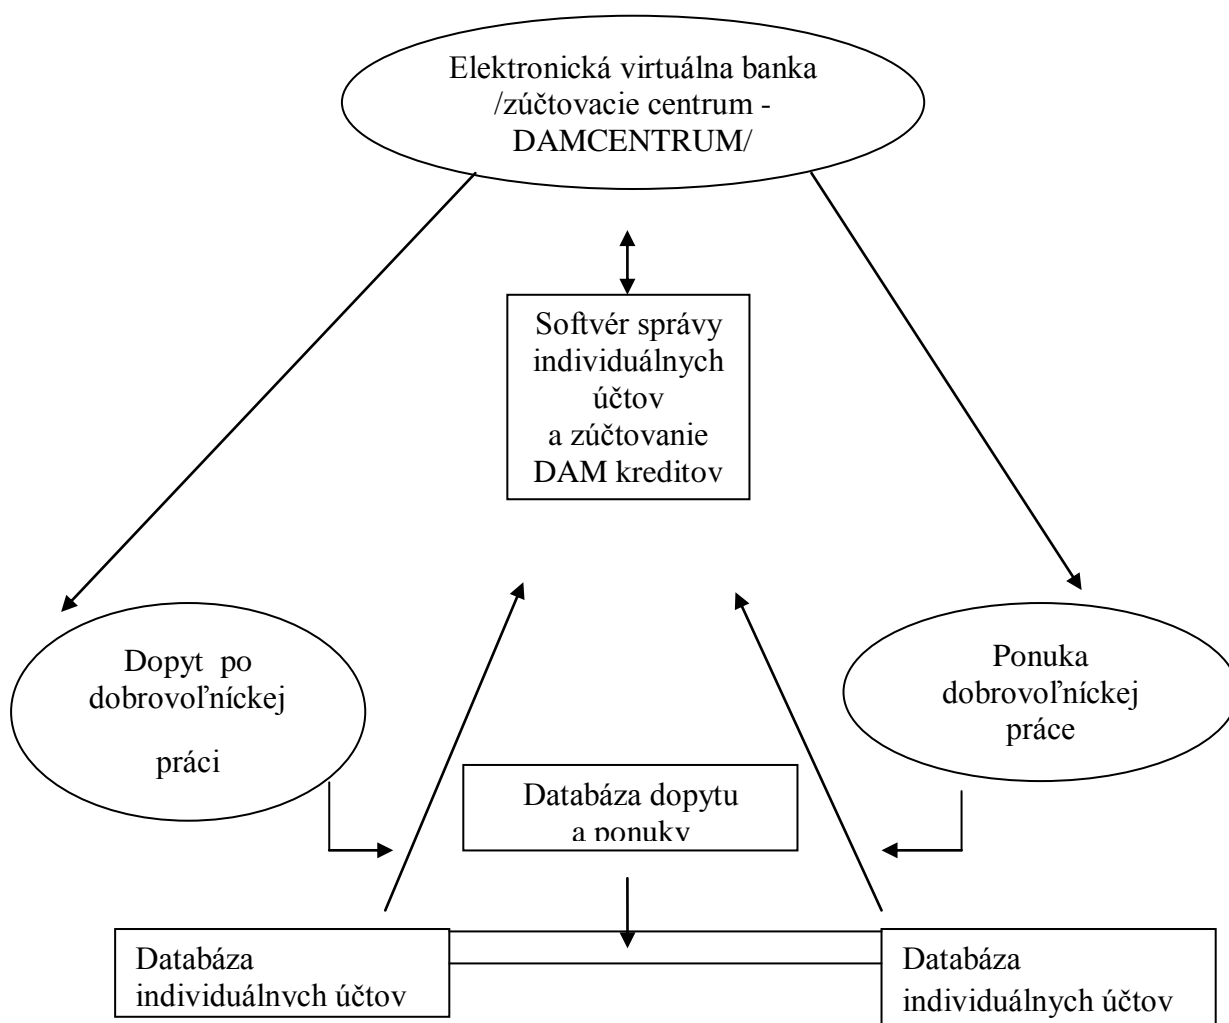 Elektronická virtuálna banka
/zúčtovacie centrum -
DAMCENTRUM/
Softvér správy
individuálnych
účtov
a zúčtovanie
DAM kreditov
Dopyt po
dobrovoľníckej
práci
Ponuka
dobrovoľníckej
práce
Databáza dopytu
a ponuky
Databáza
individuálnych účtov
Databáza
individuálnych účtov